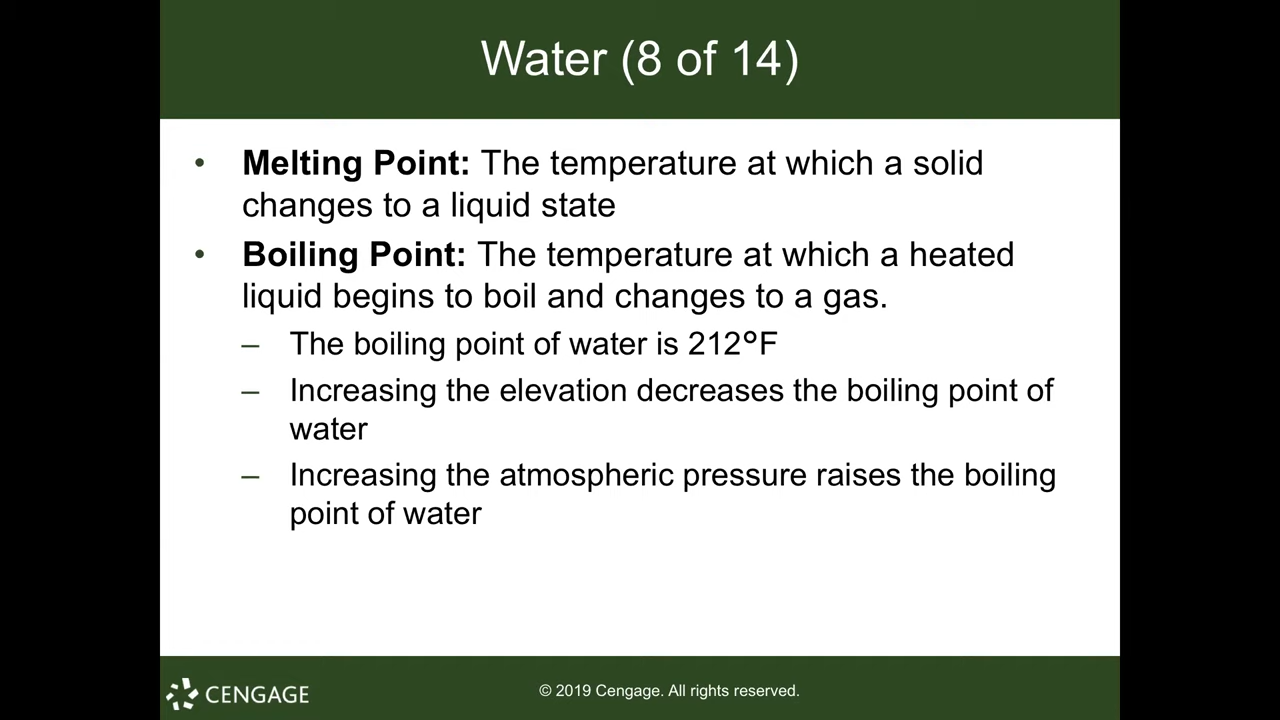 Water (8 of 14)
• Melting Point: The temperature at which a solid
changes to a liquid state
• Boiling Point: The temperature at which a heated
liquid begins to boil and changes to a gas.
– The boiling point of water is 212°F
– Increasing the elevation decreases the boiling point of
water
– Increasing the atmospheric pressure raises the boiling
point of water
CENGAGE
© 2019 Cengage. All rights reserved.